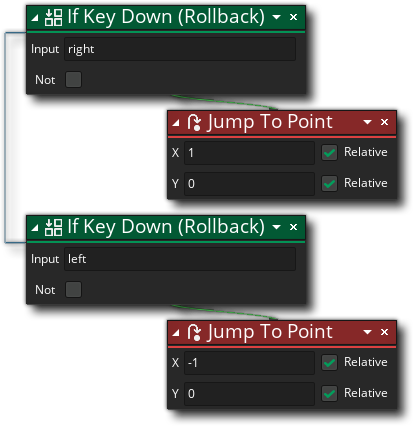 If Key Down (Rollback)
Input right
Not
Jump To Point
X 1 Relative
Y 0 Relative
If Key Down (Rollback)
Input left
Not
Jump To Point
X -1 Relative
Y 0 Relative